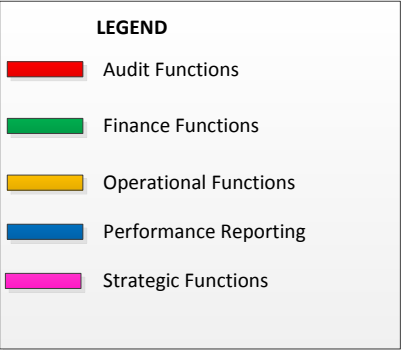 LEGEND
Audit Functions
Finance Functions
Operational Functions
Performance Reporting
Strategic Functions